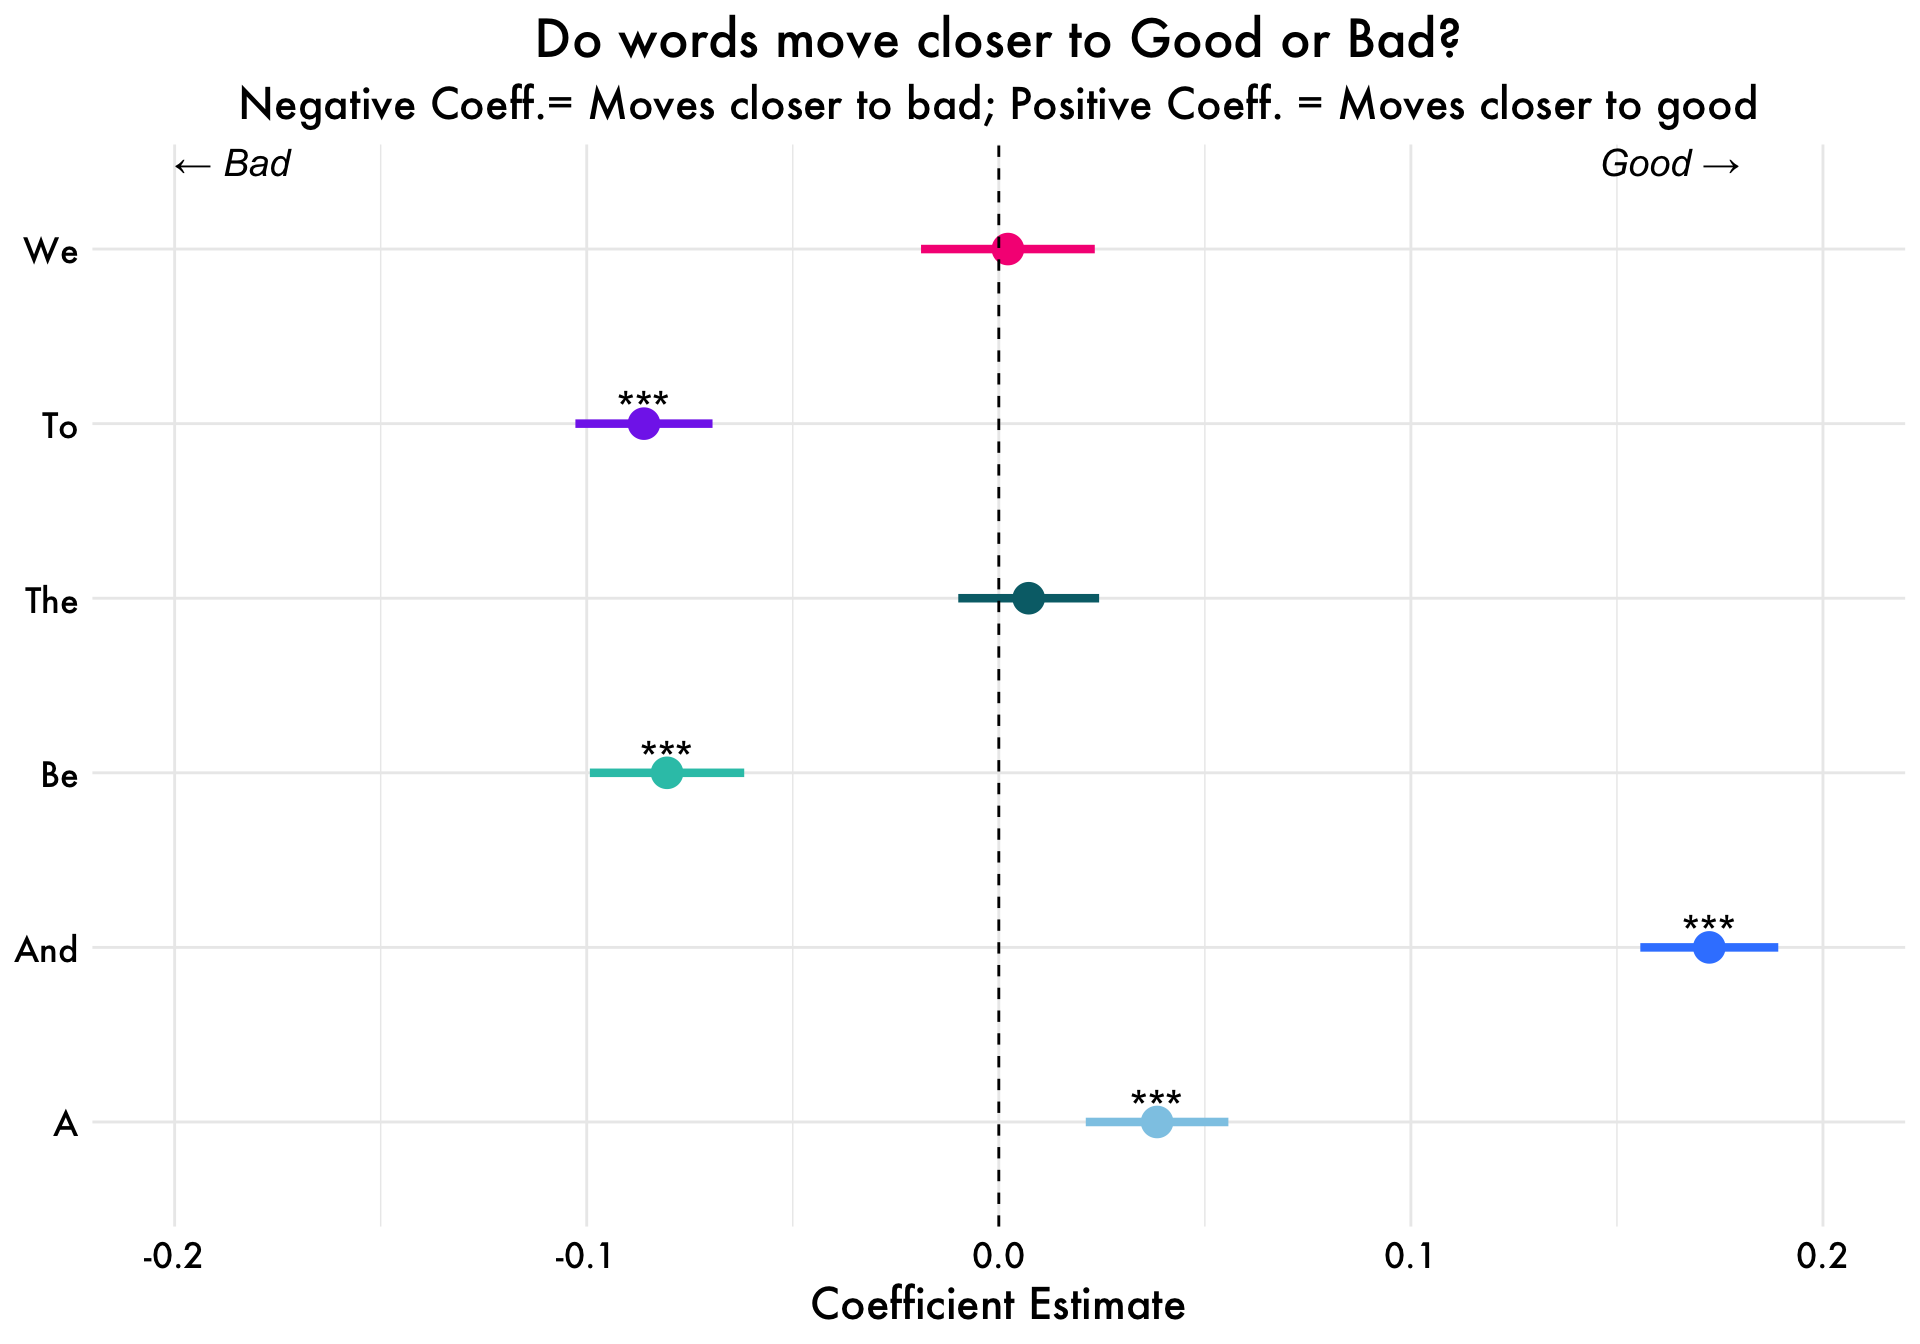 Do words move closer to Good or Bad?
Negative Coeff.= Moves closer to bad; Positive Coeff. = Moves closer to good
← Bad
Good →
We
To
***
The
Be
***
And
***
A
***
-0.2
-0.1
0.0
0.1
0.2
Coefficient Estimate